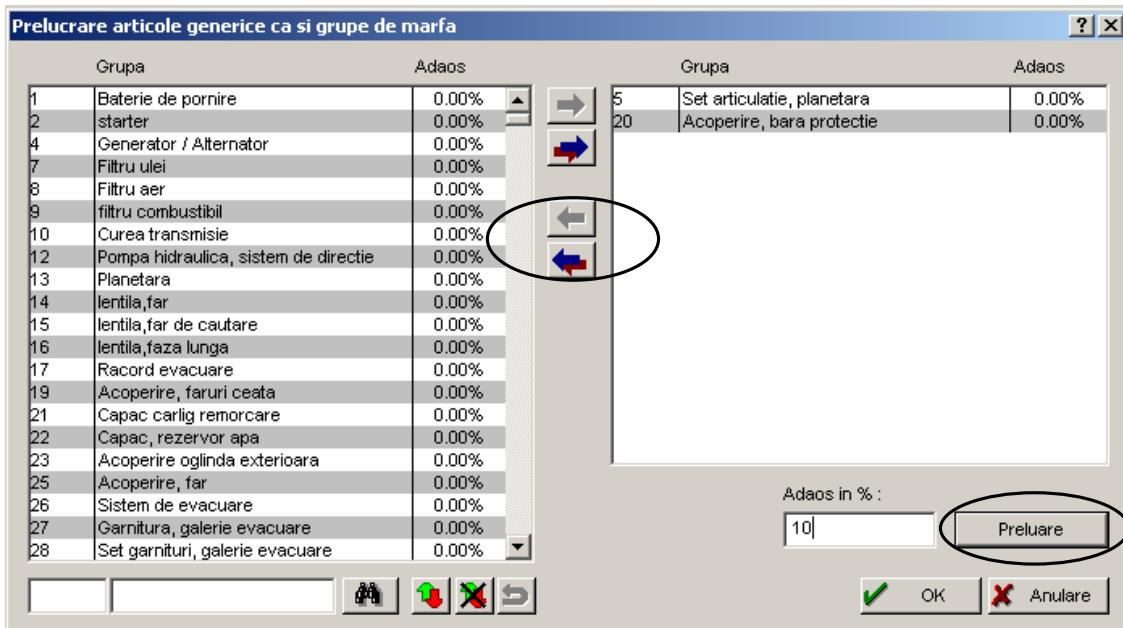 Prelucrare articole generice ca si grupe de marfa
Grupa Adaos
1 Baterie de pornire 0.00%
2 starter 0.00%
4 Generator / Alternator 0.00%
7 Filtru ulei 0.00%
8 Filtru aer 0.00%
9 filtru combustibil 0.00%
10 Curea transmisie 0.00%
12 Pompa hidraulica, sistem de directie 0.00%
13 Planetara 0.00%
14 lentila,far 0.00%
15 lentila,far de cautare 0.00%
16 lentila,faza lunga 0.00%
17 Racord evacuare 0.00%
19 Acoperire, faruri ceata 0.00%
21 Capac carlig remorcare 0.00%
22 Capac, rezervor apa 0.00%
23 Acoperire oglinda exterioara 0.00%
25 Acoperire, far 0.00%
26 Sistem de evacuare 0.00%
27 Garnitura, galerie evacuare 0.00%
28 Set garnituri, galerie evacuare 0.00%
Grupa Adaos
5 Set articulatie, planetara 0.00%
20 Acoperire, bara protectie 0.00%
Adaos in % :
10 Preluare
OK Anulare